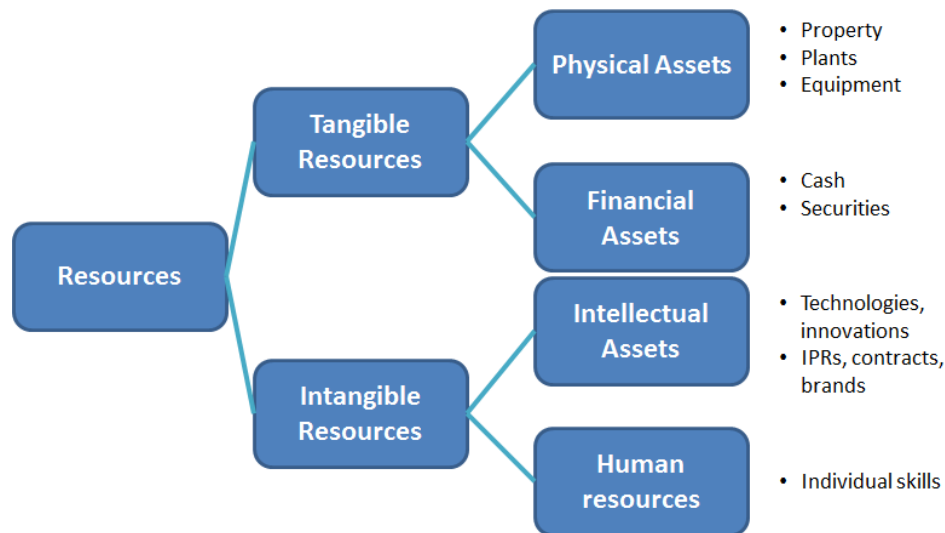 Resources
Tangible
Resources
Physical Assets
• Property
• Plants
• Equipment
Financial
Assets
• Cash
• Securities
Intangible
Resources
Intellectual
Assets
• Technologies,
innovations
• IPRs, contracts,
brands
Human
resources
• Individual skills